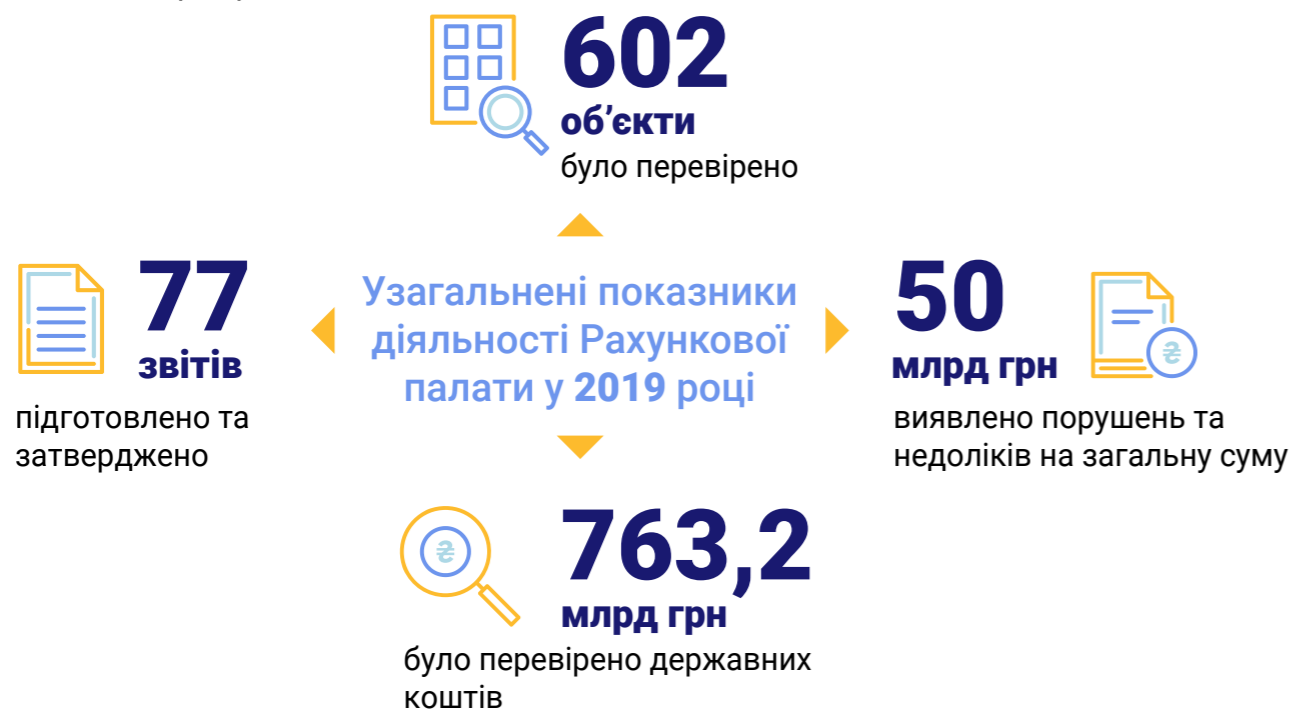 602
об’єкти
було перевірено
77
звітів
підготовлено та
затверджено
Узагальнені показники
діяльності Рахункової
палати у 2019 році
50
млрд грн
виявлено порушень та
недоліків на загальну суму
763,2
млрд грн
було перевірено державних
коштів